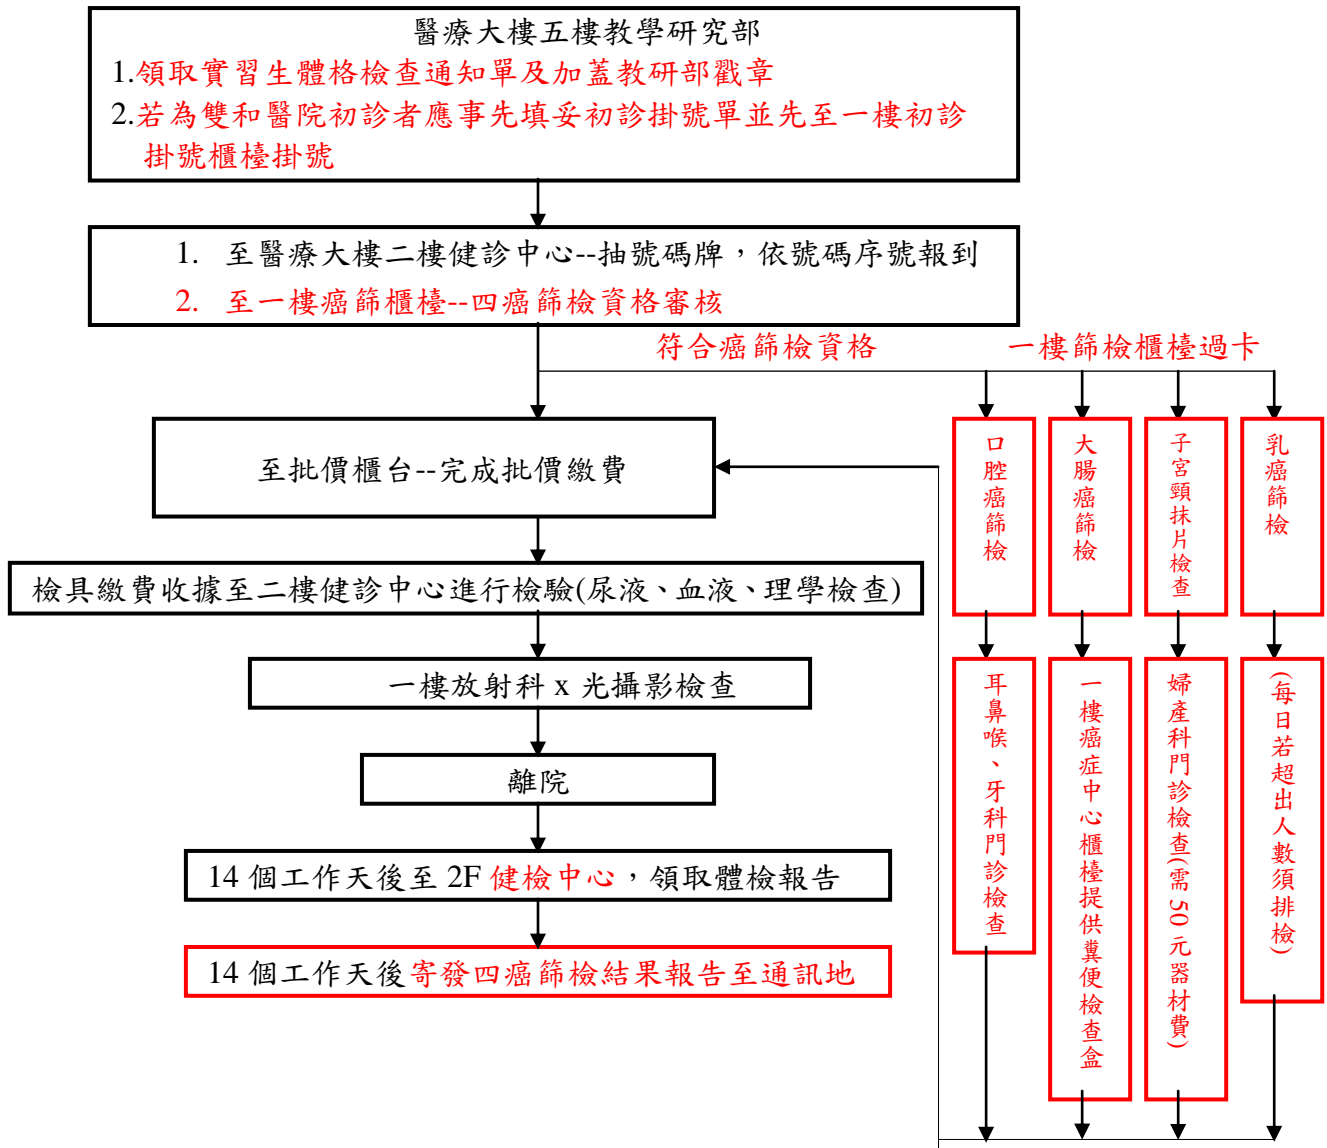 醫療大樓五樓教學研究部
1.領取實習生體格檢查通知單及加蓋教研部戳章
2.若為雙和醫院初診者應事先填妥初診掛號單並先至一樓初診
掛號櫃檯掛號
1. 至醫療大樓二樓健診中心--抽號碼牌，依號碼序號報到
2. 至一樓癌篩櫃檯--四癌篩檢資格審核
符合癌篩檢資格
一樓篩檢櫃檯過卡
至批價櫃台--完成批價繳費
口腔癌篩檢
大腸癌篩檢
子宮頸抹片檢查
乳癌篩檢
檢具繳費收據至二樓健診中心進行檢驗(尿液、血液、理學檢查)
一樓放射科 x 光攝影檢查
離院
14 個工作天後至 2F 健檢中心，領取體檢報告
14 個工作天後寄發四癌篩檢結果報告至通訊地
耳鼻喉、牙科門診檢查
一樓癌症中心櫃檯提供糞便檢查盒
婦產科門診檢查(需 50 元器材費)
(每日若超出人數須排檢)